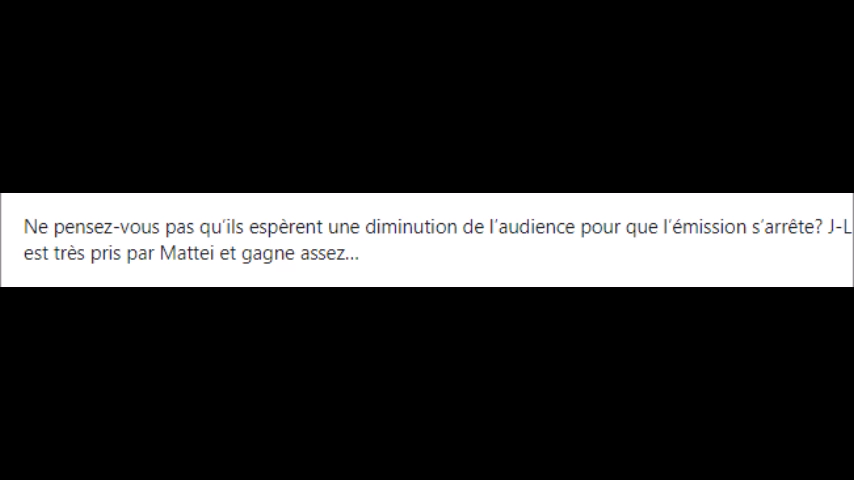 Ne pensez-vous pas qu'ils espèrent une diminution de l'audience pour que l'émission s'arrête? J-L
est très pris par Mattei et gagne assez...